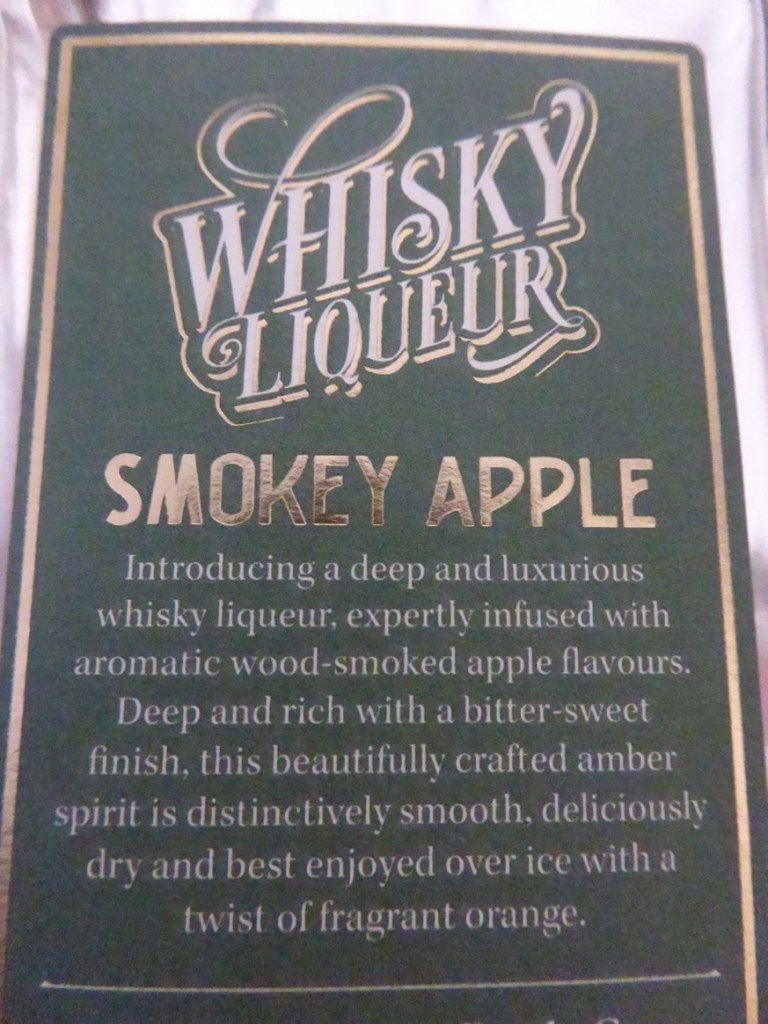 WHISKY
LIQUEUR
SMOKEY APPLE
Introducing a deep and luxurious
whisky liqueur, expertly infused with
aromatic wood-smoked apple flavours.
Deep and rich with a bitter-sweet
finish, this beautifully crafted amber
spirit is distinctively smooth, deliciously
dry and best enjoyed over ice with a
twist of fragrant orange.